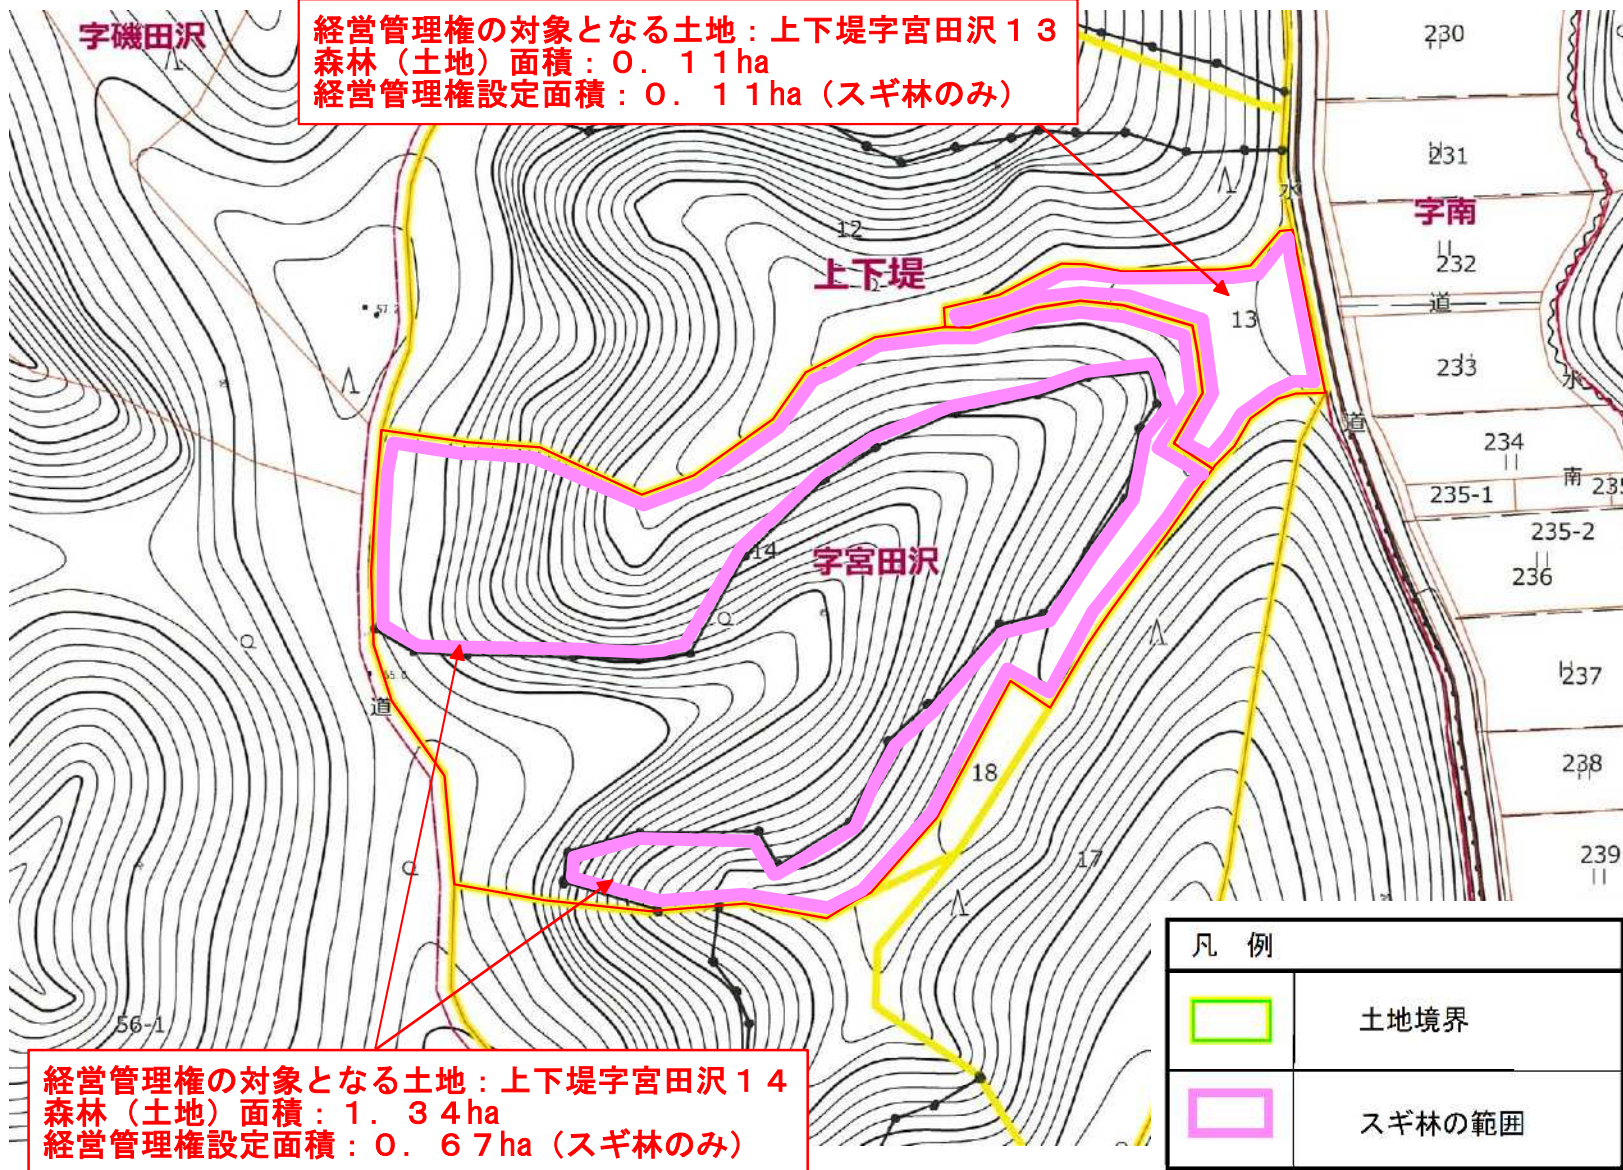 経営管理権の対象となる土地：上下堤字宮田沢１３
森林（土地）面積：０．１１ha
経営管理権設定面積：０．１１ha（スギ林のみ）
字磯田沢
230
231
字南
232
道
233
水
234
南
235-1
235-2
236
237
238
239
水
道
12
上下堤
13
57.2
14
字宮田沢
道
18
17
56-1
経営管理権の対象となる土地：上下堤字宮田沢１４
森林（土地）面積：１．３４ha
経営管理権設定面積：０．６７ha（スギ林のみ）
凡　例
土地境界
スギ林の範囲